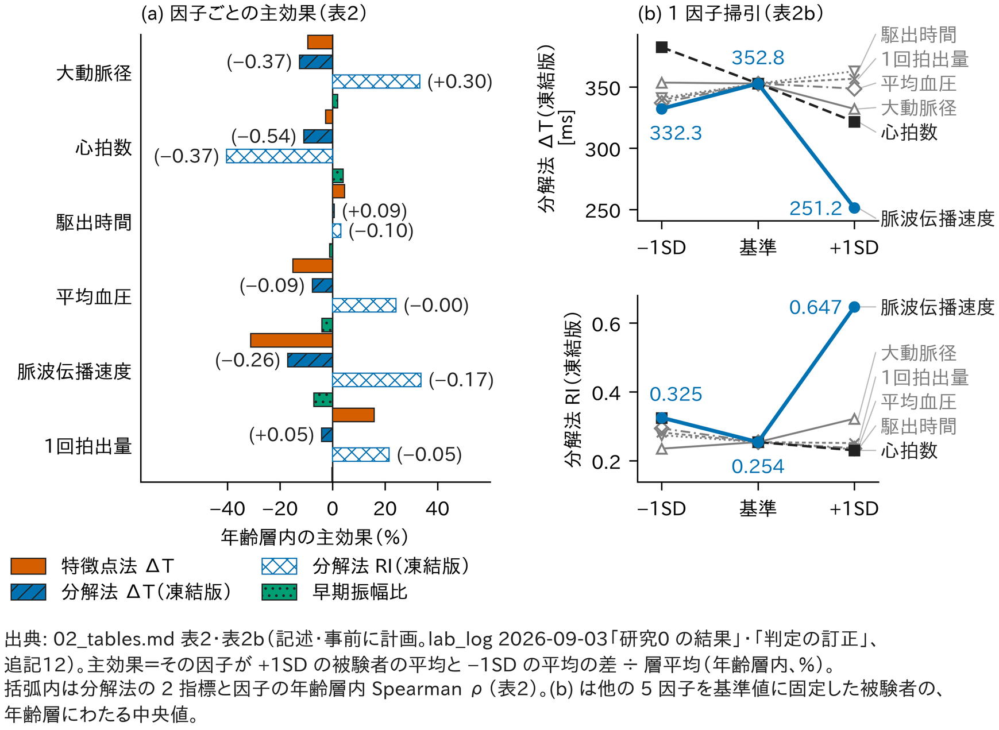 (a) 因子ごとの主効果（表2）
大動脈径
(−0.37)
(+0.30)
心拍数
(−0.54)
(−0.37)
駆出時間
(+0.09)
(−0.10)
平均血圧
(−0.09)
(−0.00)
脈波伝播速度
(−0.26)
(−0.17)
1回拍出量
(+0.05)
(−0.05)
−40
−20
0
20
40
年齢層内の主効果（%）
特徴点法 ΔT
分解法 ΔT（凍結版）
分解法 RI（凍結版）
早期振幅比
(b) 1 因子掃引（表2b）
分解法 ΔT（凍結版）
[ms]
350
300
250
352.8
332.3
251.2
駆出時間
1回拍出量
平均血圧
大動脈径
心拍数
脈波伝播速度
−1SD
基準
+1SD
分解法 RI（凍結版）
0.6
0.4
0.2
0.325
0.254
0.647
脈波伝播速度
大動脈径
1回拍出量
平均血圧
駆出時間
心拍数
−1SD
基準
+1SD
出典: 02_tables.md 表2・表2b（記述・事前に計画。lab_log 2026-09-03「研究0 の結果」・「判定の訂正」、
追記12）。主効果＝その因子が +1SD の被験者の平均と −1SD の平均の差 ÷ 層平均（年齢層内、%）。
括弧内は分解法の 2 指標と因子の年齢層内 Spearman ρ（表2）。(b) は他の 5 因子を基準値に固定した被験者の、
年齢層にわたる中央値。